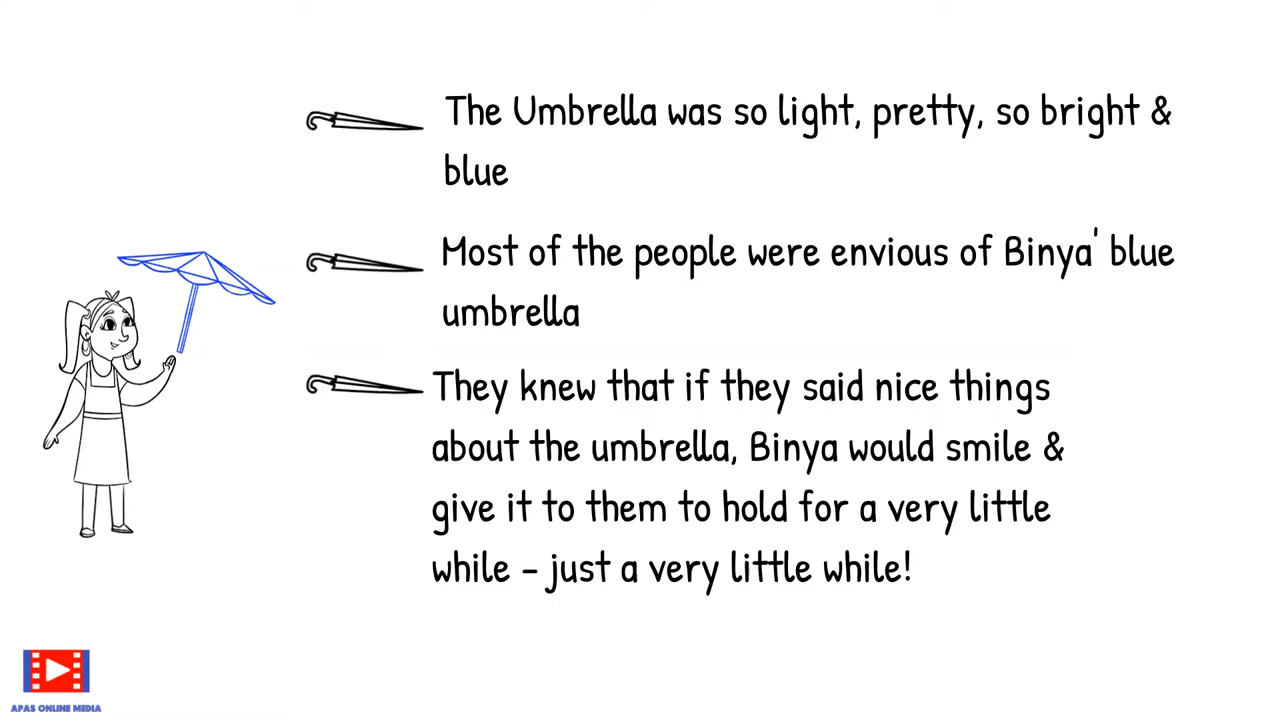 The Umbrella was so light, pretty, so bright &
blue
Most of the people were envious of Binya' blue
umbrella
They knew that if they said nice things
about the umbrella, Binya would smile &
give it to them to hold for a very little
while - just a very little while!
APAS ONLINE MEDIA